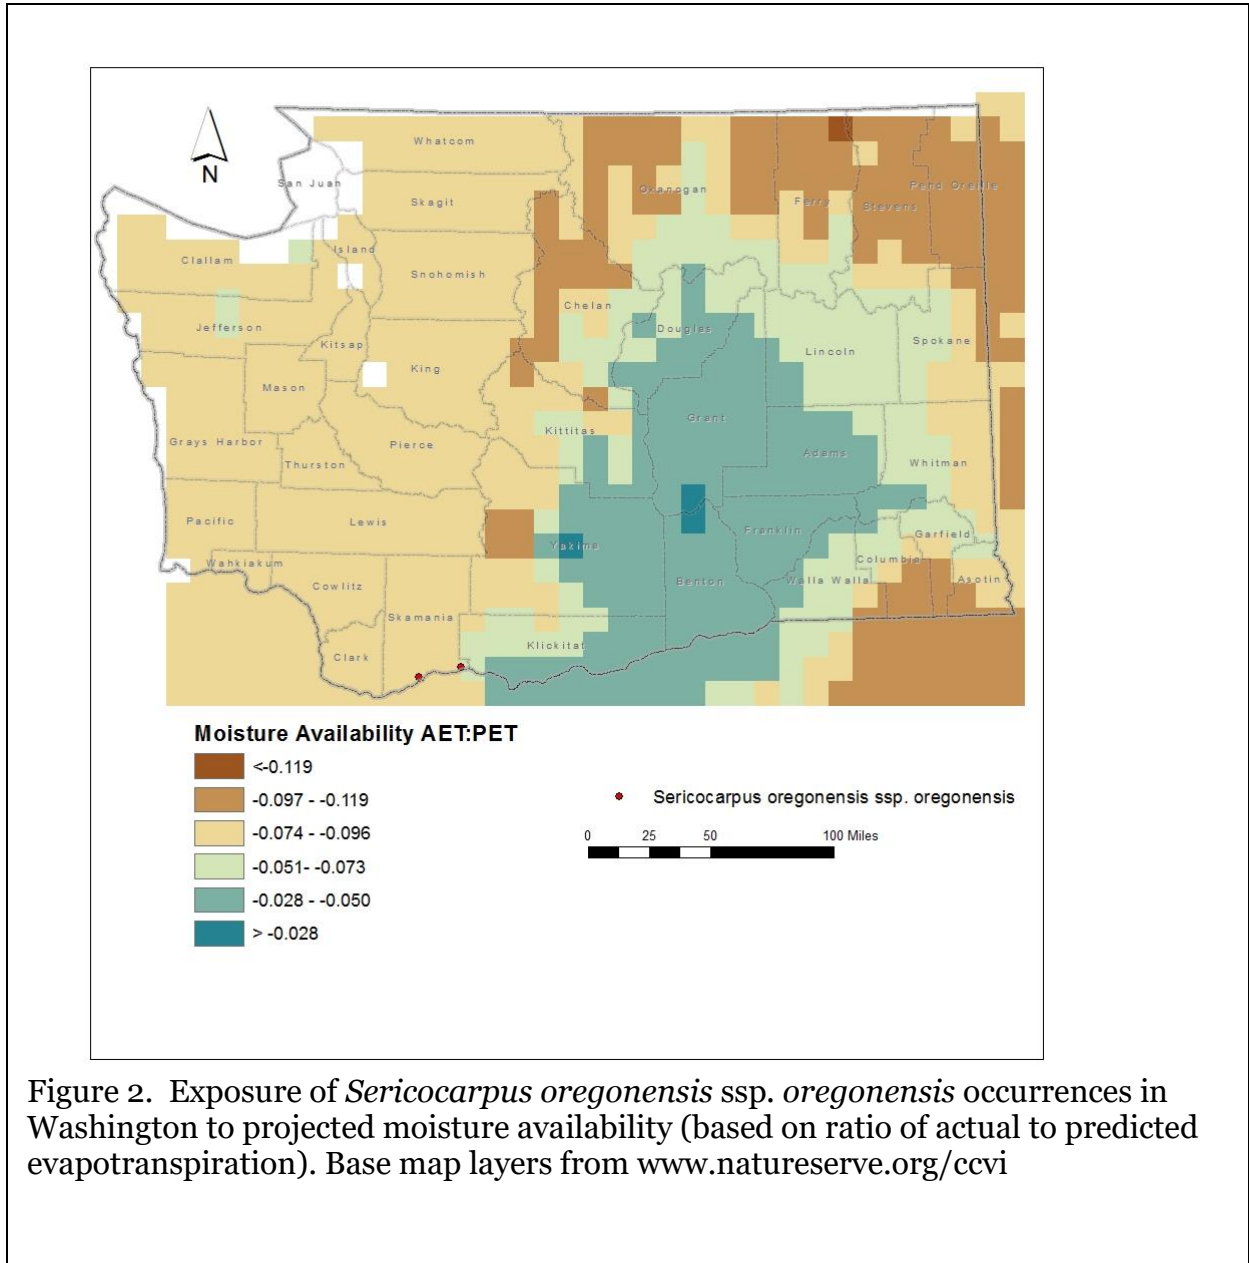 Whatcom
San Juan
Okanogan
Pend Oreille
Skagit
Ferry
Stevens
Island
Clallam
Snohomish
Chelan
Jefferson
Douglas
Kitsap
Lincoln
Spokane
King
Mason
Grant
Kittitas
Grays Harbor
Pierce
Adams
Thurston
Whitman
Pacific
Lewis
Franklin
Garfield
Yakima
Columbia
Wahkiakum
Cowlitz
Benton
Walla Walla
Asotin
Skamania
Klickitat
Clark
N
Moisture Availability AET:PET
<-0.119
-0.097 - -0.119
-0.074 - -0.096
-0.051- -0.073
-0.028 - -0.050
> -0.028
Sericocarpus oregonensis ssp. oregonensis
0 25 50 100 Miles
Figure 2. Exposure of Sericocarpus oregonensis ssp. oregonensis occurrences in
Washington to projected moisture availability (based on ratio of actual to predicted
evapotranspiration). Base map layers from www.natureserve.org/ccvi